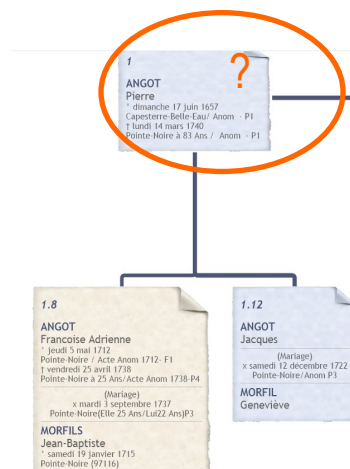 1
?
ANGOT
Pierre
° dimanche 17 juin 1657
Capesterre-Belle-Eau/ Anom - P1
† lundi 14 mars 1740
Pointe-Noire à 83 Ans / Anom - P1
1.8
ANGOT
Francoise Adrienne
° jeudi 5 mai 1712
Pointe-Noire / Acte Anom 1712- F1
† vendredi 25 avril 1738
Pointe-Noire à 25 Ans/Acte Anom 1738-P4
(Mariage)
x mardi 3 septembre 1737
Pointe-Noire(Elle 25 Ans/Lui22 Ans)P3
MORFILS
Jean-Baptiste
° samedi 19 janvier 1715
Pointe-Noire (97116)
1.12
ANGOT
Jacques
(Mariage)
x samedi 12 décembre 1722
Pointe-Noire/Anom P3
MORFIL
Geneviève